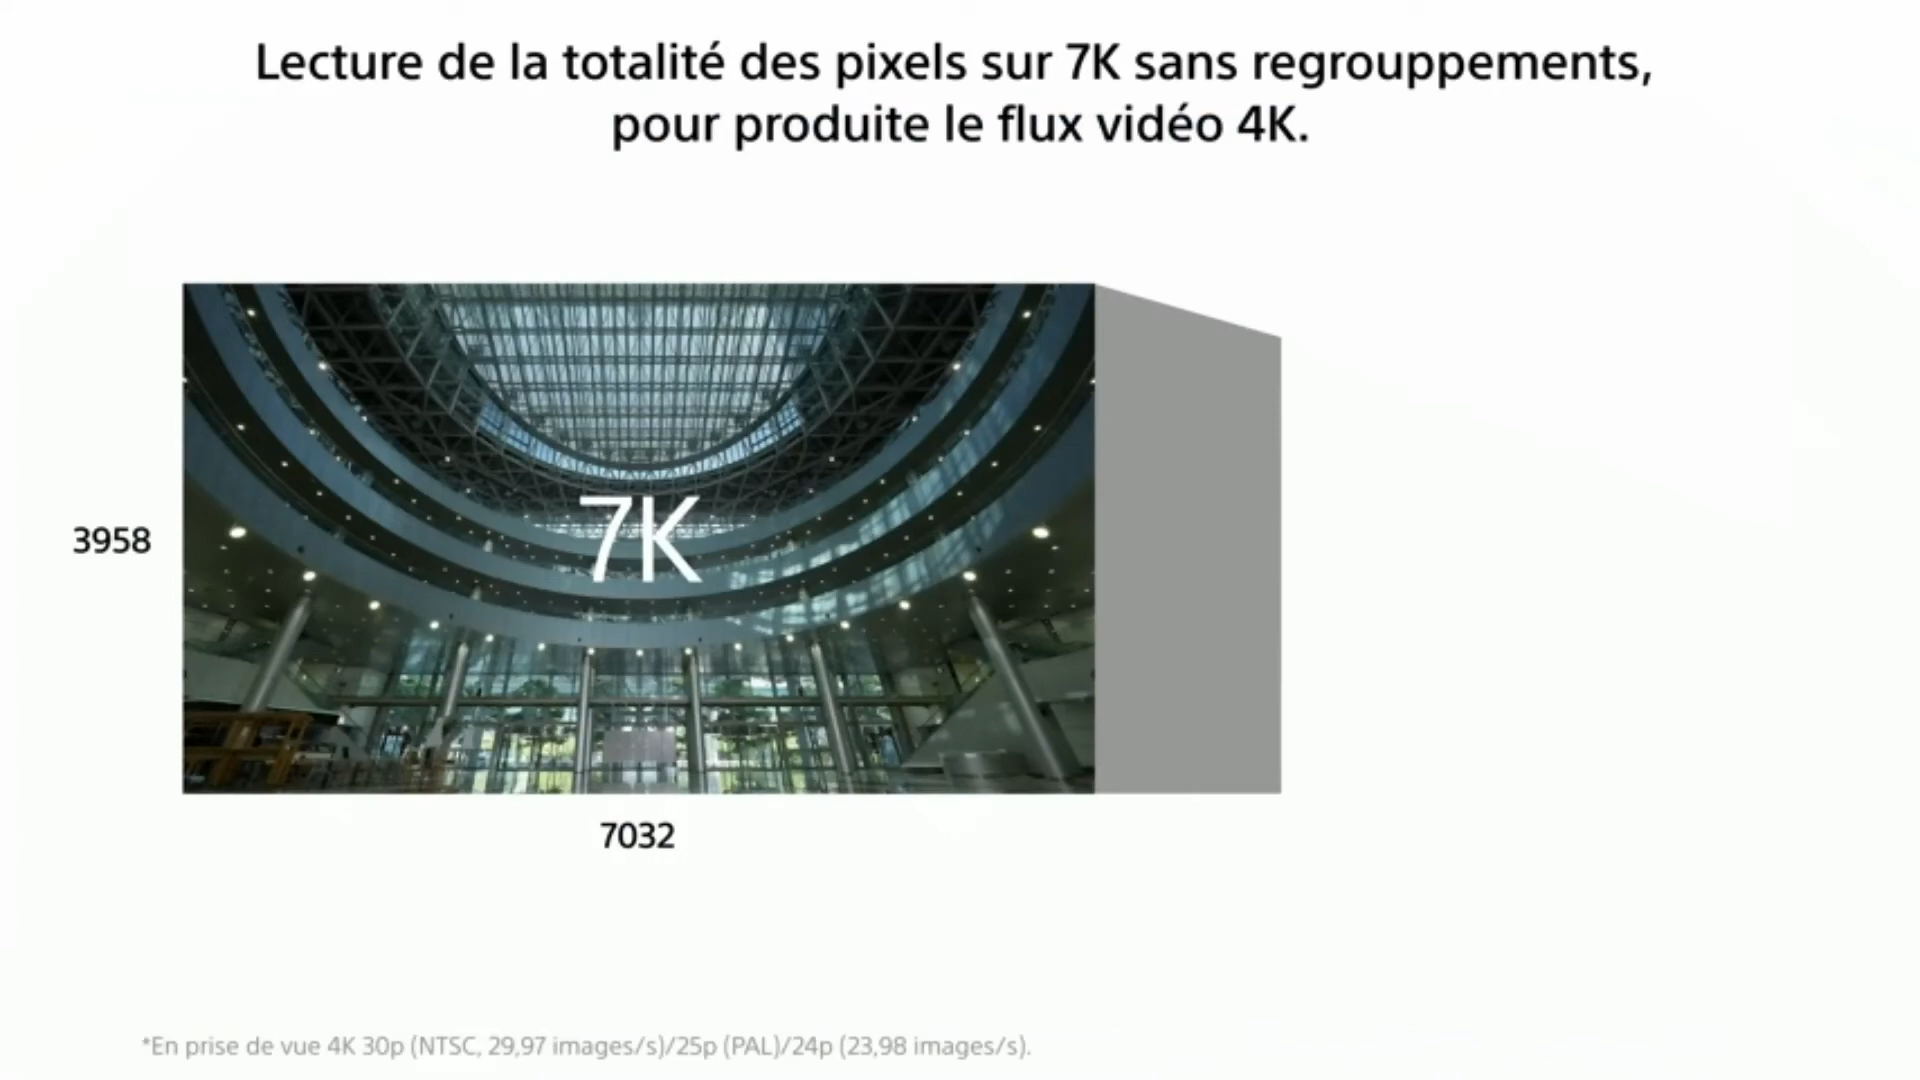 Lecture de la totalité des pixels sur 7K sans regrouppements,
pour produite le flux vidéo 4K.
7K
3958
7032
*En prise de vue 4K 30p (NTSC, 29,97 images/s)/25p (PAL)/24p (23,98 images/s).